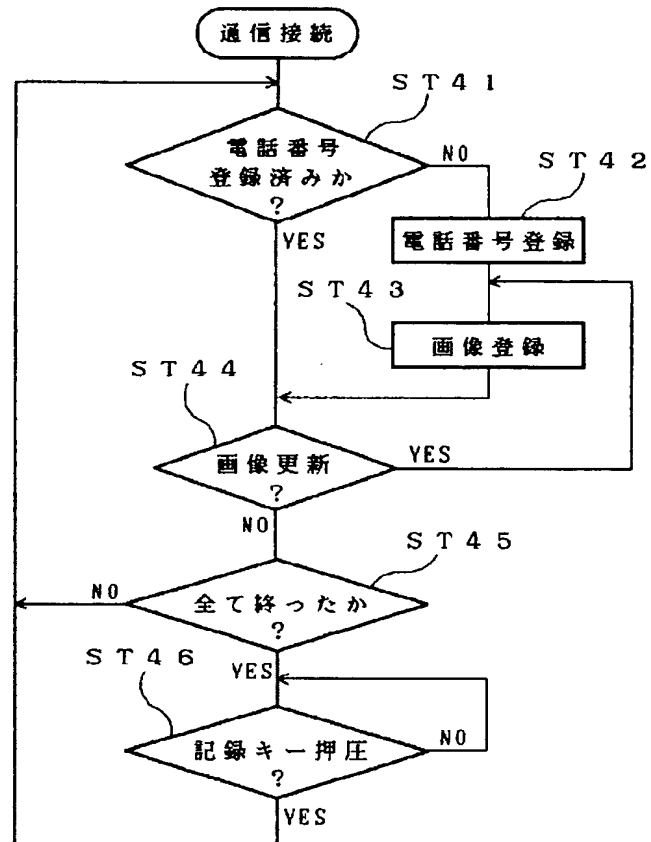 通信接続
ST41
電話番号
登録済みか
?
NO
ST42
YES
電話番号登録
ST43
画像登録
ST44
画像更新
?
YES
NO
ST45
NO
全て終ったか
?
ST46
YES
記録キー押圧
?
NO
YES